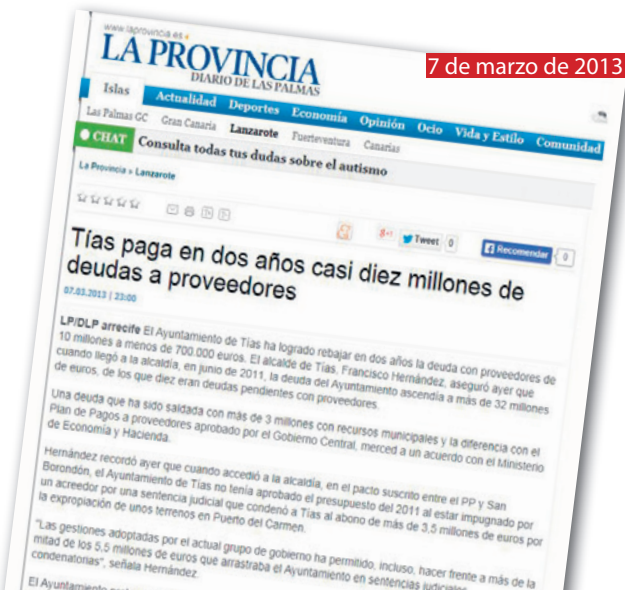 www.laprovincia.es
LA PROVINCIA
DIARIO DE LAS PALMAS
7 de marzo de 2013
Islas Actualidad Deportes Economía Opinión Ocio Vida y Estilo Comunidad
Las Palmas GC Gran Canaria Lanzarote Fuerteventura Canarias
CHAT Consulta todas tus dudas sobre el autismo
La Provincia > Lanzarote
Tweet 0 Recomendar 0
Tías paga en dos años casi diez millones de
deudas a proveedores
07.03.2013 | 23:00
LP/DLP arrecife El Ayuntamiento de Tías ha logrado rebajar en dos años la deuda con proveedores de
10 millones a menos de 700.000 euros. El alcalde de Tías, Francisco Hernández, aseguró ayer que
cuando llegó a la alcaldía, en junio de 2011, la deuda del Ayuntamiento ascendía a más de 32 millones
de euros, de los que diez eran deudas pendientes con proveedores.
Una deuda que ha sido saldada con más de 3 millones con recursos municipales y la diferencia con el
Plan de Pagos a proveedores aprobado por el Gobierno Central, merced a un acuerdo con el Ministerio
de Economía y Hacienda.
Hernández recordó ayer que cuando accedió a la alcaldía, en el pacto suscrito entre el PP y San
Borondón, el Ayuntamiento de Tías no tenía aprobado el presupuesto del 2011 al estar impugnado por
un acreedor por una sentencia judicial que condenó a Tías al abono de más de 3,5 millones de euros por
la expropiación de unos terrenos en Puerto del Carmen.
"Las gestiones adoptadas por el actual grupo de gobierno ha permitido, incluso, hacer frente a más de la
mitad de los 5,5 millones de euros que arrastraba el Ayuntamiento en sentencias judiciales
condenatorias", señala Hernández.
El Ayuntamiento